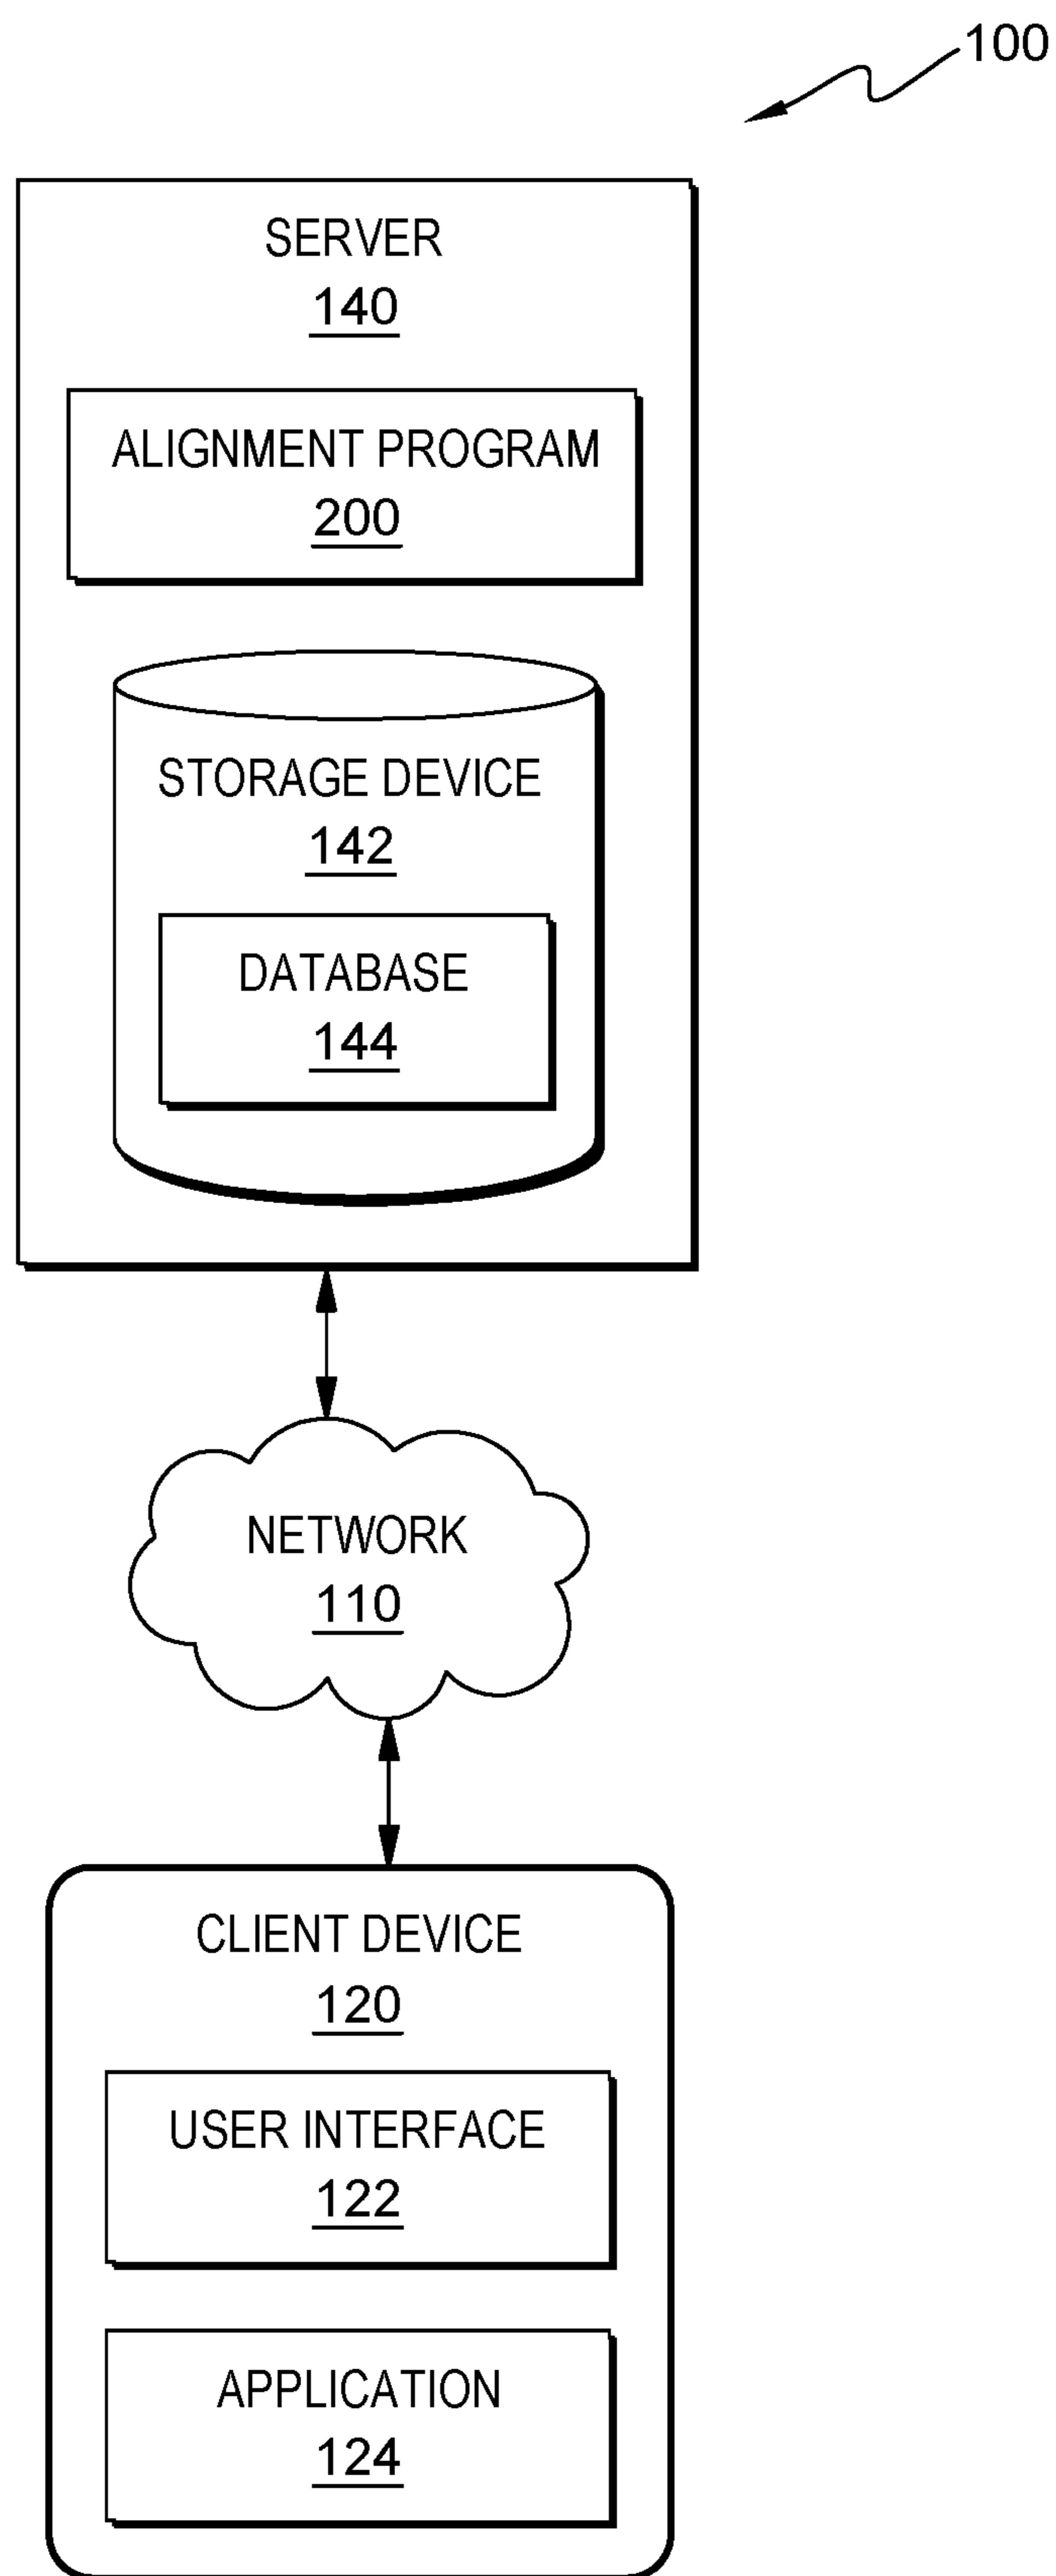 100
SERVER
140
ALIGNMENT PROGRAM
200
STORAGE DEVICE
142
DATABASE
144
NETWORK
110
CLIENT DEVICE
120
USER INTERFACE
122
APPLICATION
124